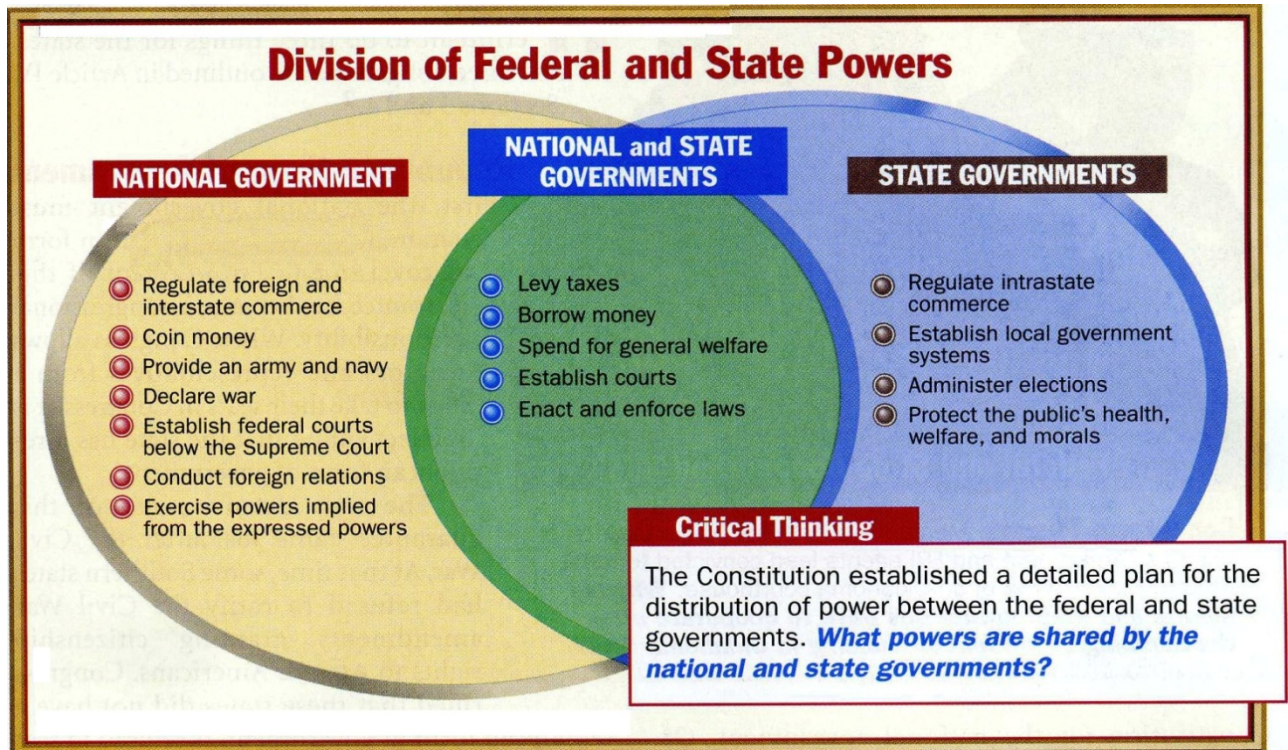 Division of Federal and State Powers
NATIONAL GOVERNMENT
Regulate foreign and
interstate commerce
Coin money
Provide an army and navy
Declare war
Establish federal courts
below the Supreme Court
Conduct foreign relations
Exercise powers implied
from the expressed powers
NATIONAL and STATE
GOVERNMENTS
Levy taxes
Borrow money
Spend for general welfare
Establish courts
Enact and enforce laws
STATE GOVERNMENTS
Regulate intrastate
commerce
Establish local government
systems
Administer elections
Protect the public's health,
welfare, and morals
Critical Thinking
The Constitution established a detailed plan for the
distribution of power between the federal and state
governments. What powers are shared by the
national and state governments?